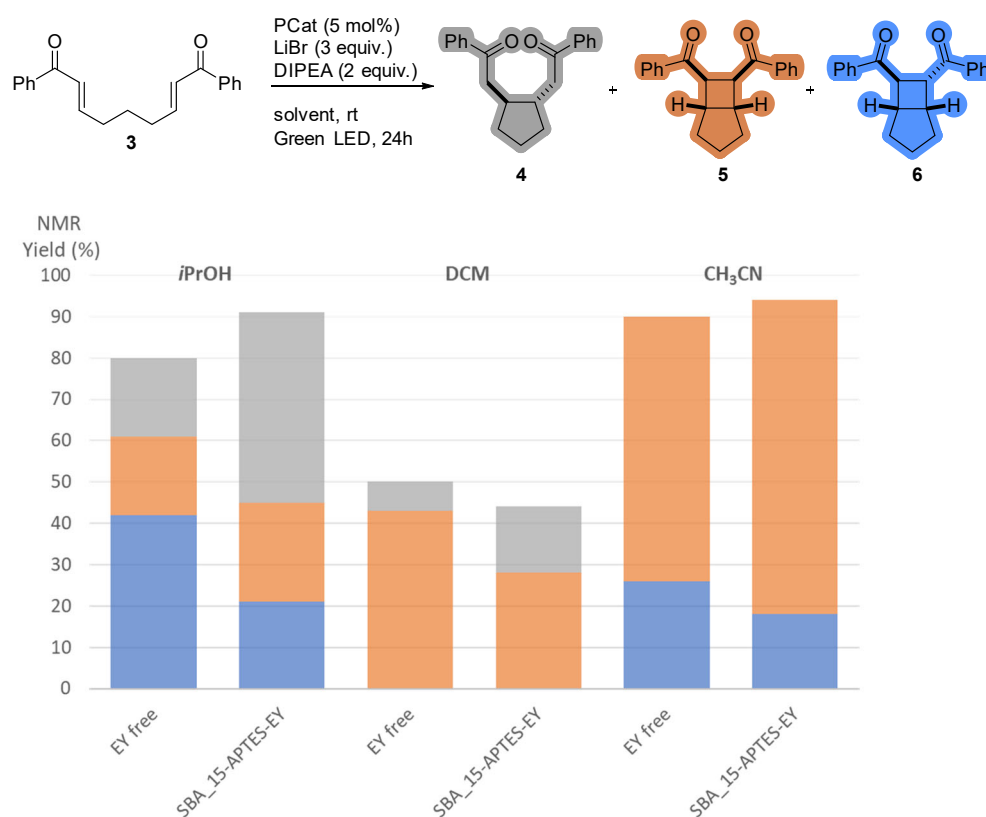 O
Ph
O
Ph
3
PCat (5 mol%)
LiBr (3 equiv.)
DIPEA (2 equiv.)
solvent, rt
Green LED, 24h
Ph
O
O
Ph
4
+
O
O
Ph
Ph
H
H
5
+
O
O
Ph
Ph
H
H
6
NMR
Yield (%)
100
90
80
70
60
50
40
30
20
10
0
iPrOH
DCM
CH₃CN
EY free
SBA_15-APTES-EY
EY free
SBA_15-APTES-EY
EY free
SBA_15-APTES-EY